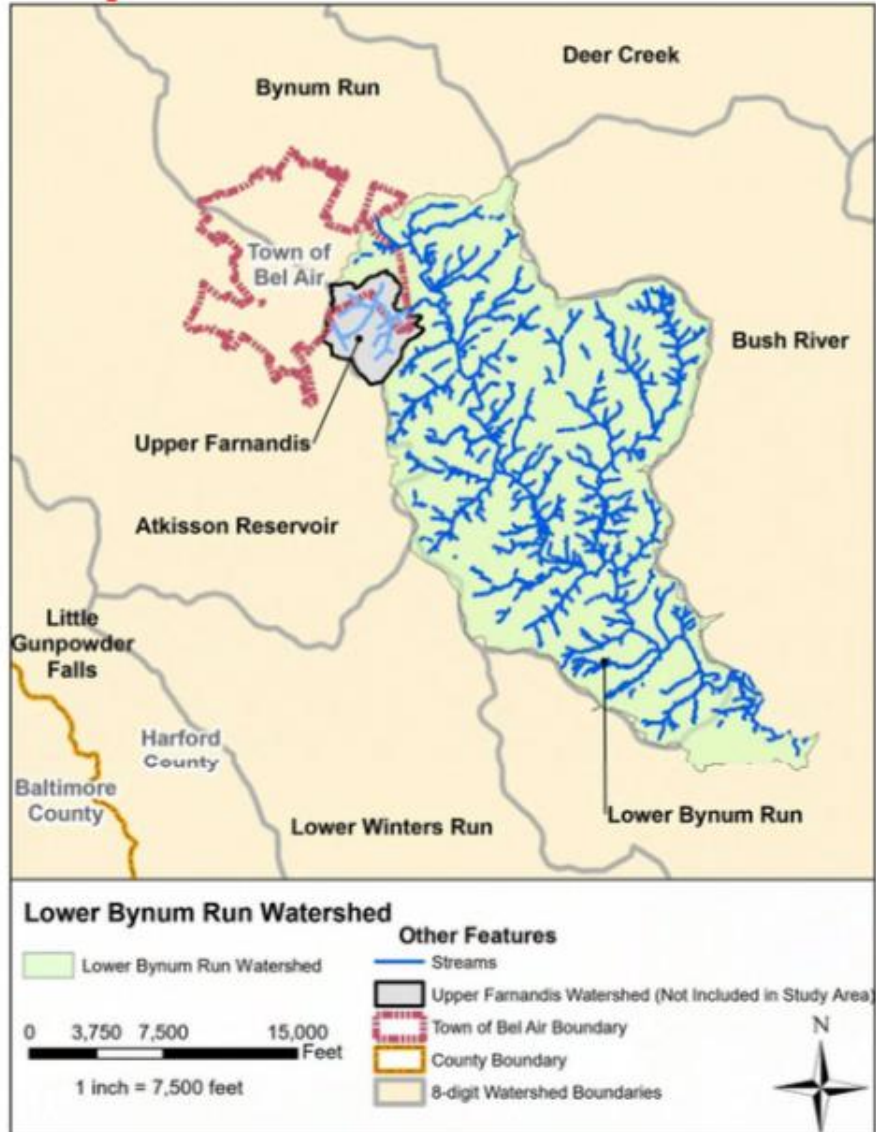 Deer Creek
Bynum Run
Town of
Bel Air
Bush River
Upper Farnandis
Atkisson Reservoir
Little
Gunpowder
Falls
Harford
County
Baltimore
County
Lower Winters Run
Lower Bynum Run
Lower Bynum Run Watershed
Lower Bynum Run Watershed
0 3,750 7,500 15,000
Feet
1 inch = 7,500 feet
Other Features
Streams
Upper Farnandis Watershed (Not Included in Study Area)
Town of Bel Air Boundary
County Boundary
8-digit Watershed Boundaries
N